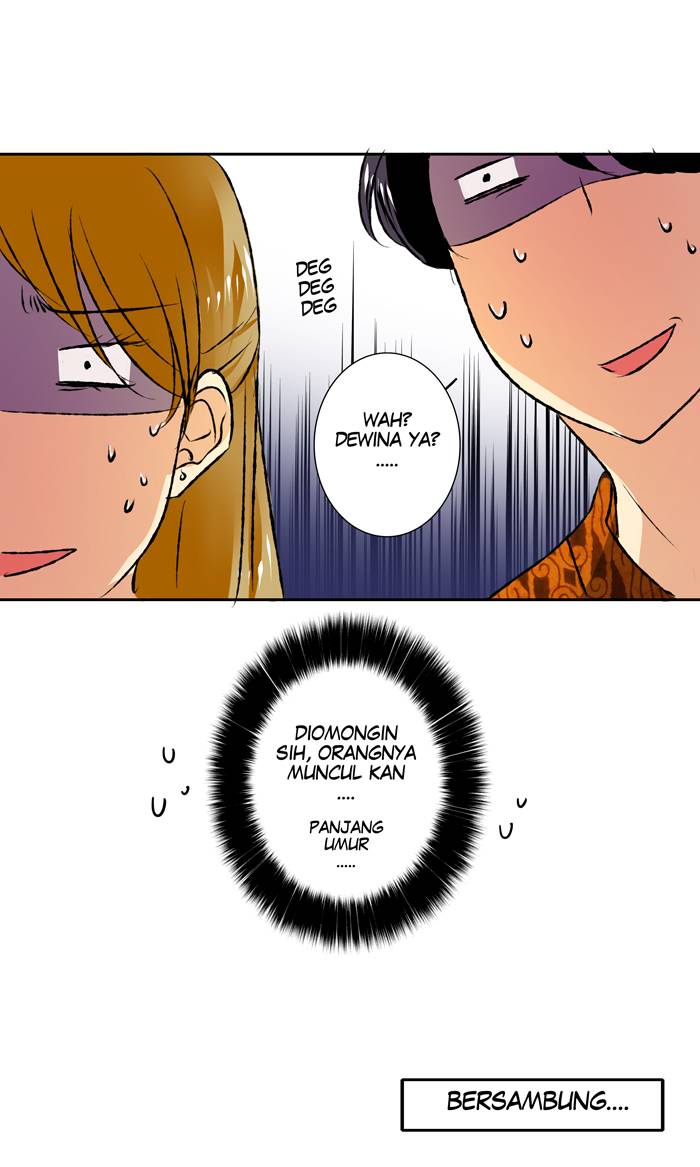 DEG
DEG
DEG
WAH?
DEWINA YA?
.....
DIOMONGIN
SIH, ORANGNYA
MUNCUL KAN
....
PANJANG
UMUR
.....
BERSAMBUNG....